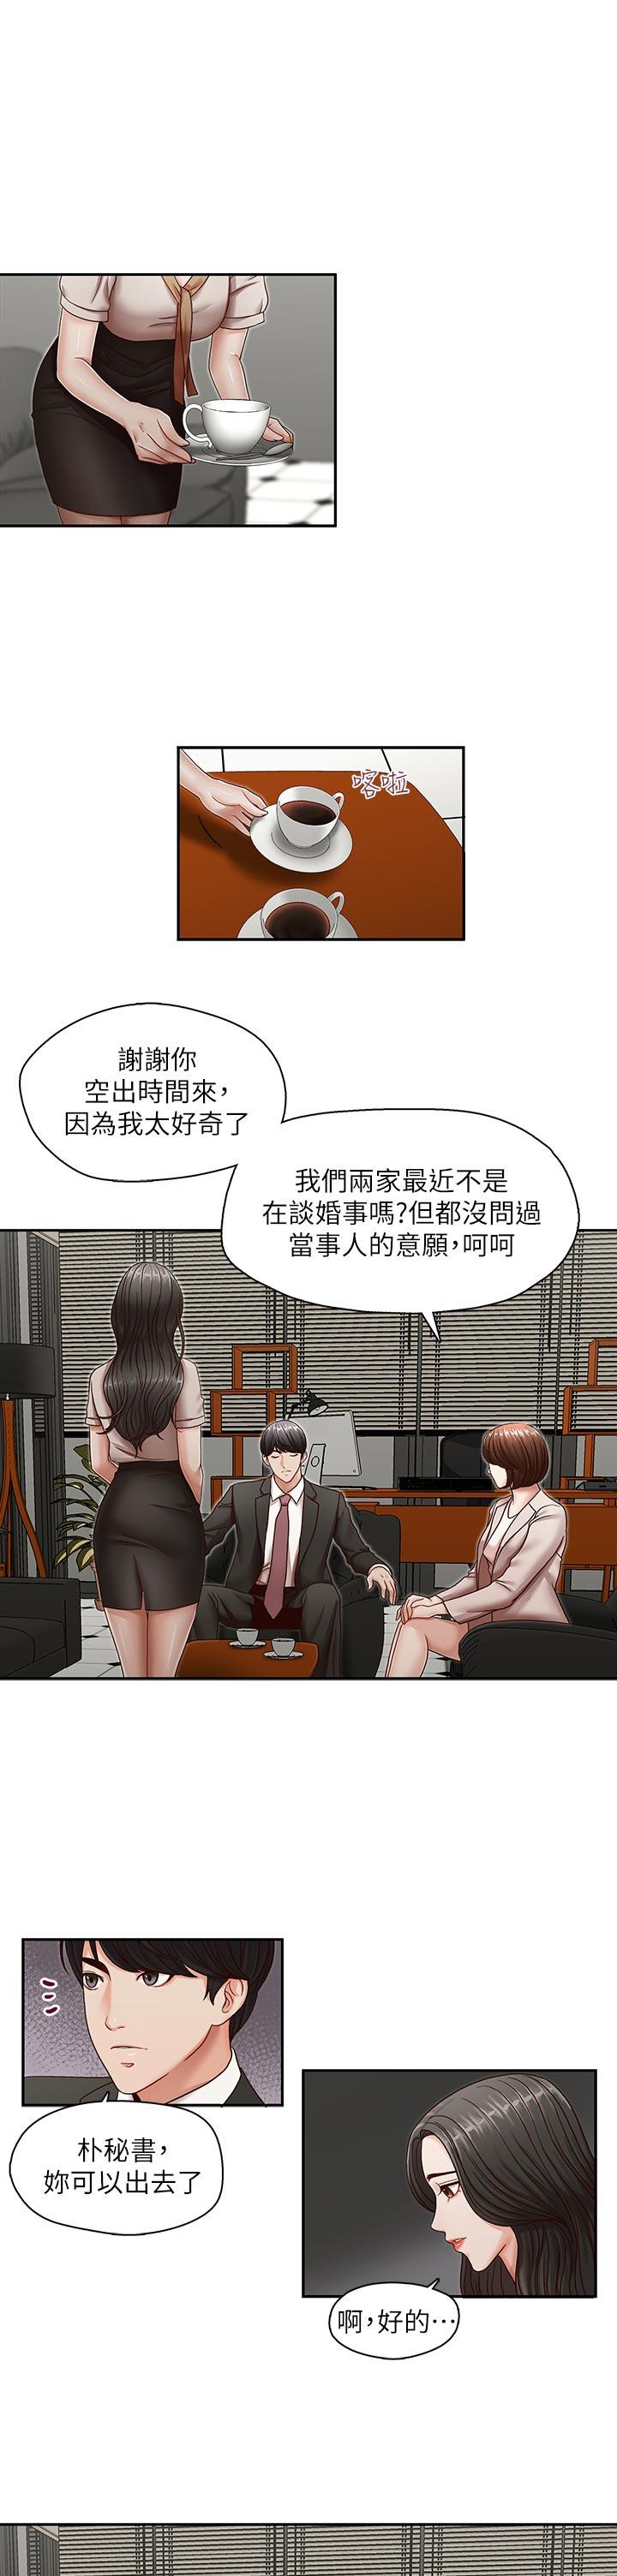 喀啦
謝謝你
空出時間來，
因為我太好奇了
我們兩家最近不是
在談婚事嗎?但都沒問過
當事人的意願，呵呵
朴秘書，
妳可以出去了
啊，好的…